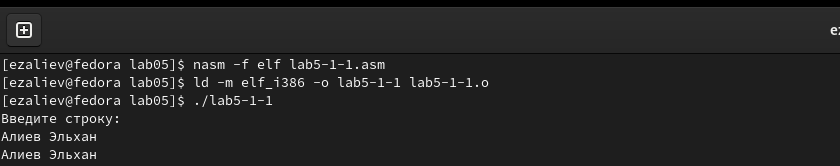 ez
[ezaliev@fedora lab05]$ nasm -f elf lab5-1-1.asm
[ezaliev@fedora lab05]$ ld -m elf_i386 -o lab5-1-1 lab5-1-1.o
[ezaliev@fedora lab05]$ ./lab5-1-1
Введите строку:
Алиев Эльхан
Алиев Эльхан